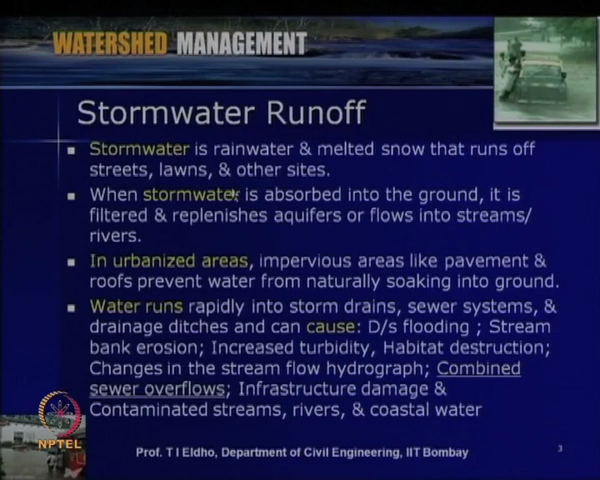 WATERSHED MANAGEMENT
Stormwater Runoff
Stormwater is rainwater & melted snow that runs off
streets, lawns, & other sites.
When stormwater is absorbed into the ground, it is
filtered & replenishes aquifers or flows into streams/
rivers.
In urbanized areas, impervious areas like pavement &
roofs prevent water from naturally soaking into ground.
Water runs rapidly into storm drains, sewer systems, &
drainage ditches and can cause: D/s flooding ; Stream
bank erosion; Increased turbidity, Habitat destruction;
Changes in the stream flow hydrograph; Combined
sewer overflows; Infrastructure damage &
Contaminated streams, rivers, & coastal water
NPTEL
Prof. T I Eldho, Department of Civil Engineering, IIT Bombay
3